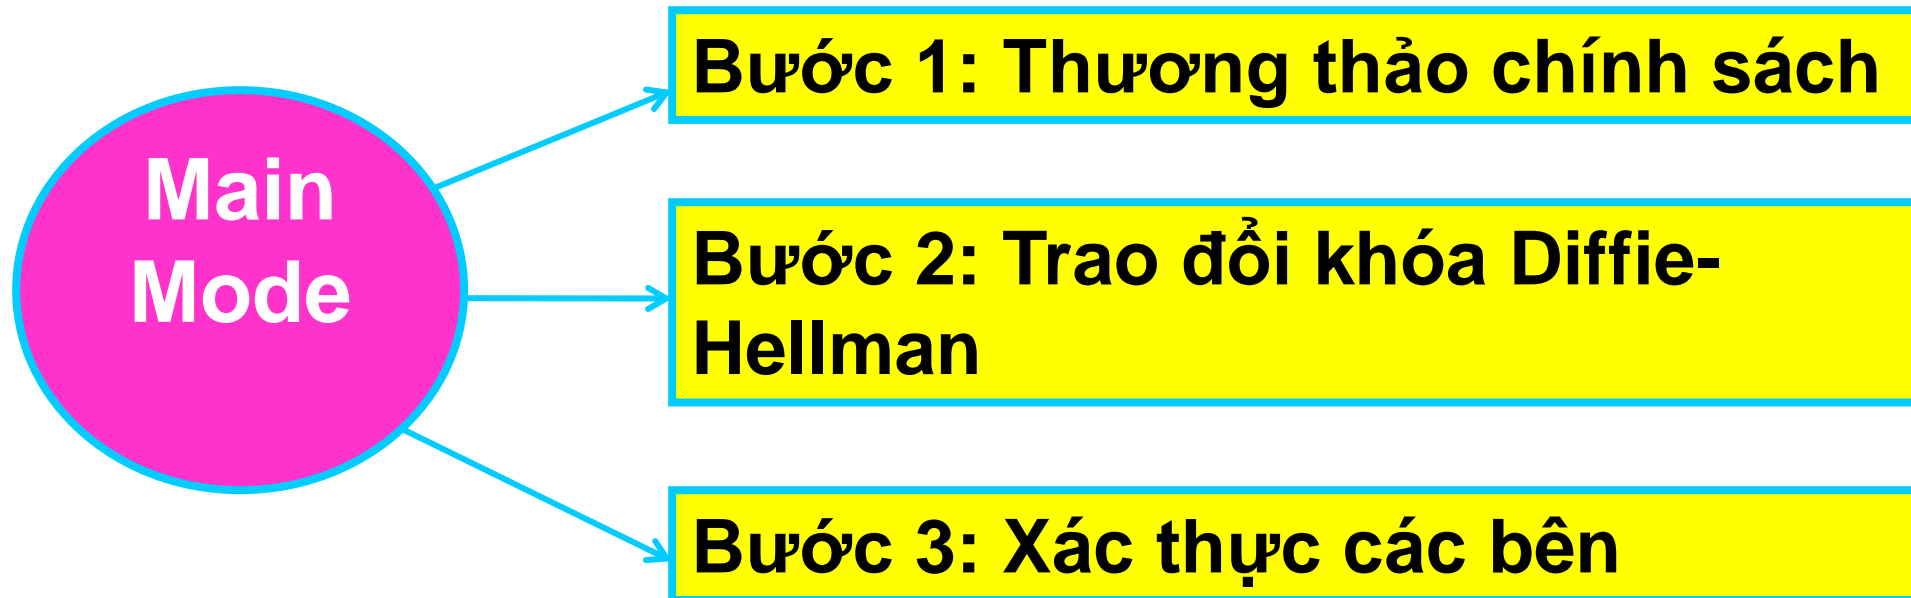 Main
Mode
Bước 1: Thương thảo chính sách
Bước 2: Trao đổi khóa Diffie-
Hellman
Bước 3: Xác thực các bên